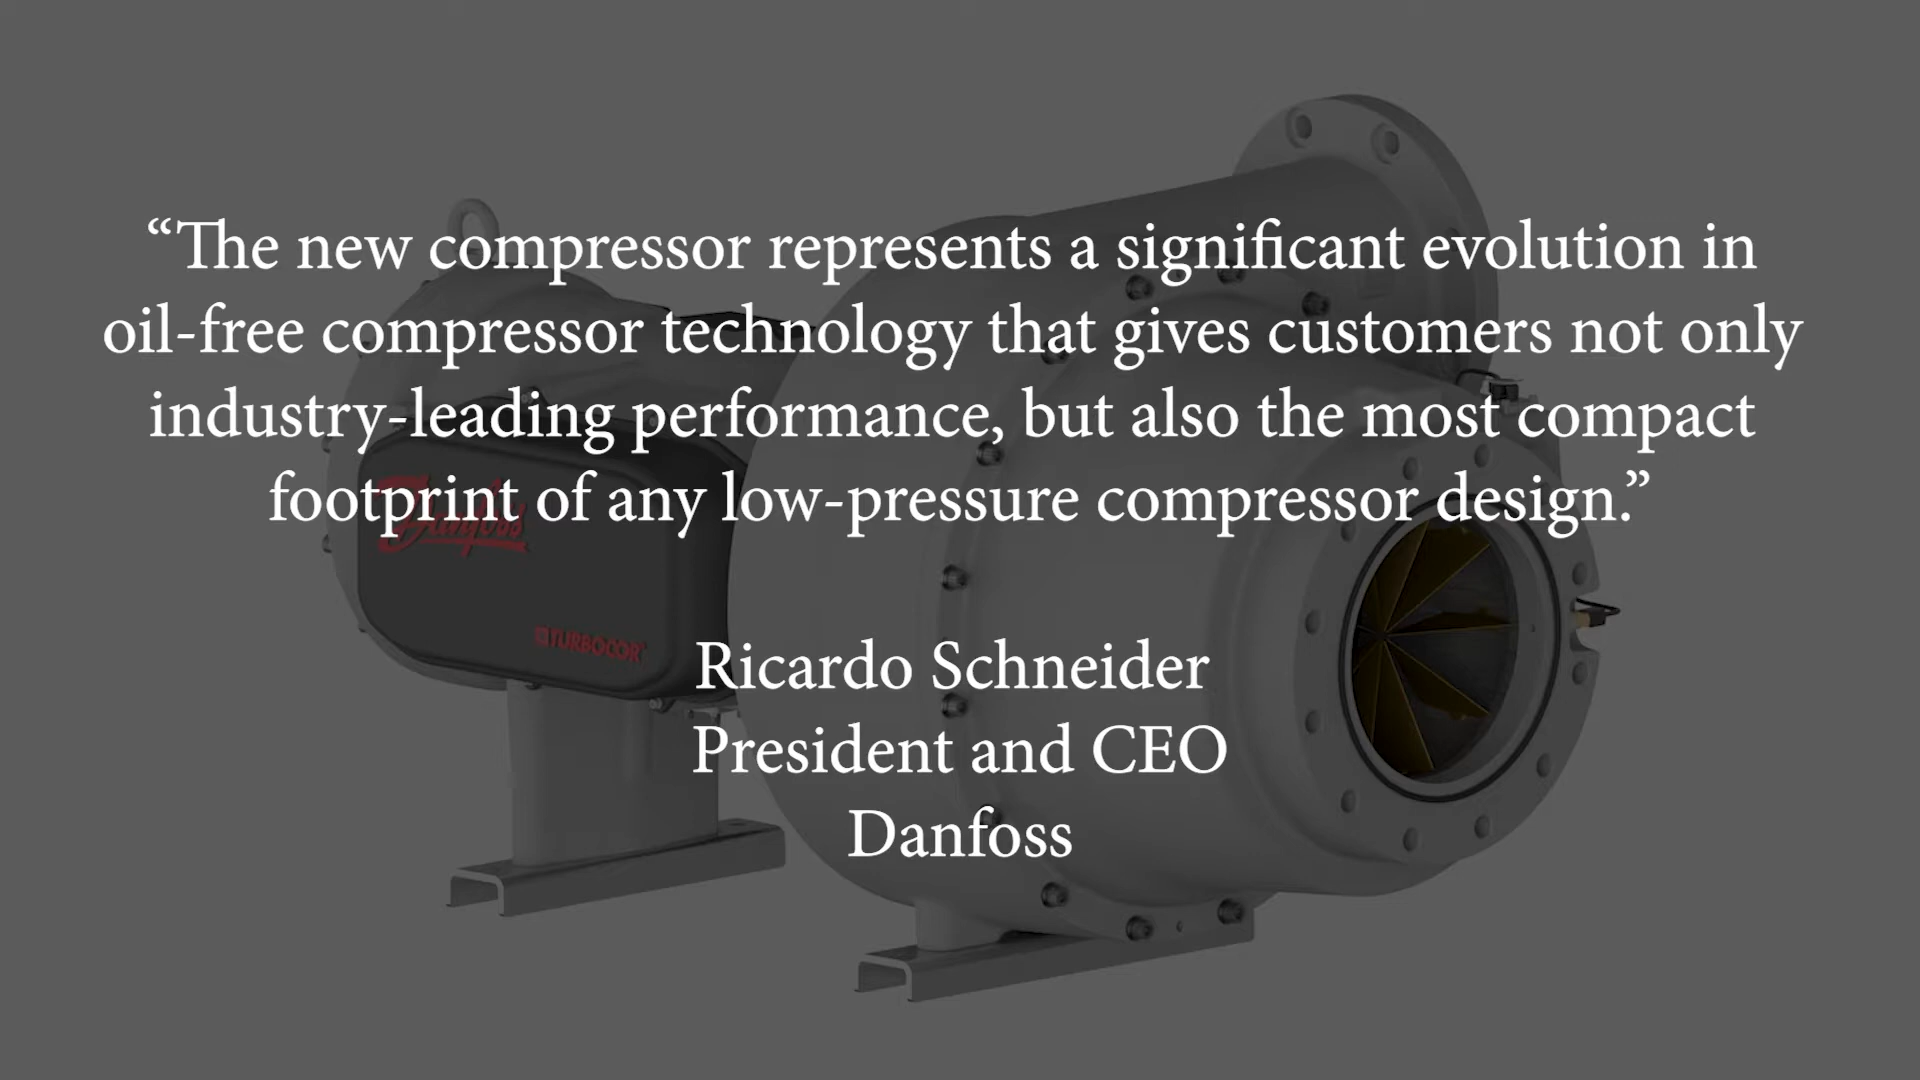 “The new compressor represents a significant evolution in
oil-free compressor technology that gives customers not only
industry-leading performance, but also the most compact
footprint of any low-pressure compressor design.”
Danfoss
TURBOCOR
Ricardo Schneider
President and CEO
Danfoss